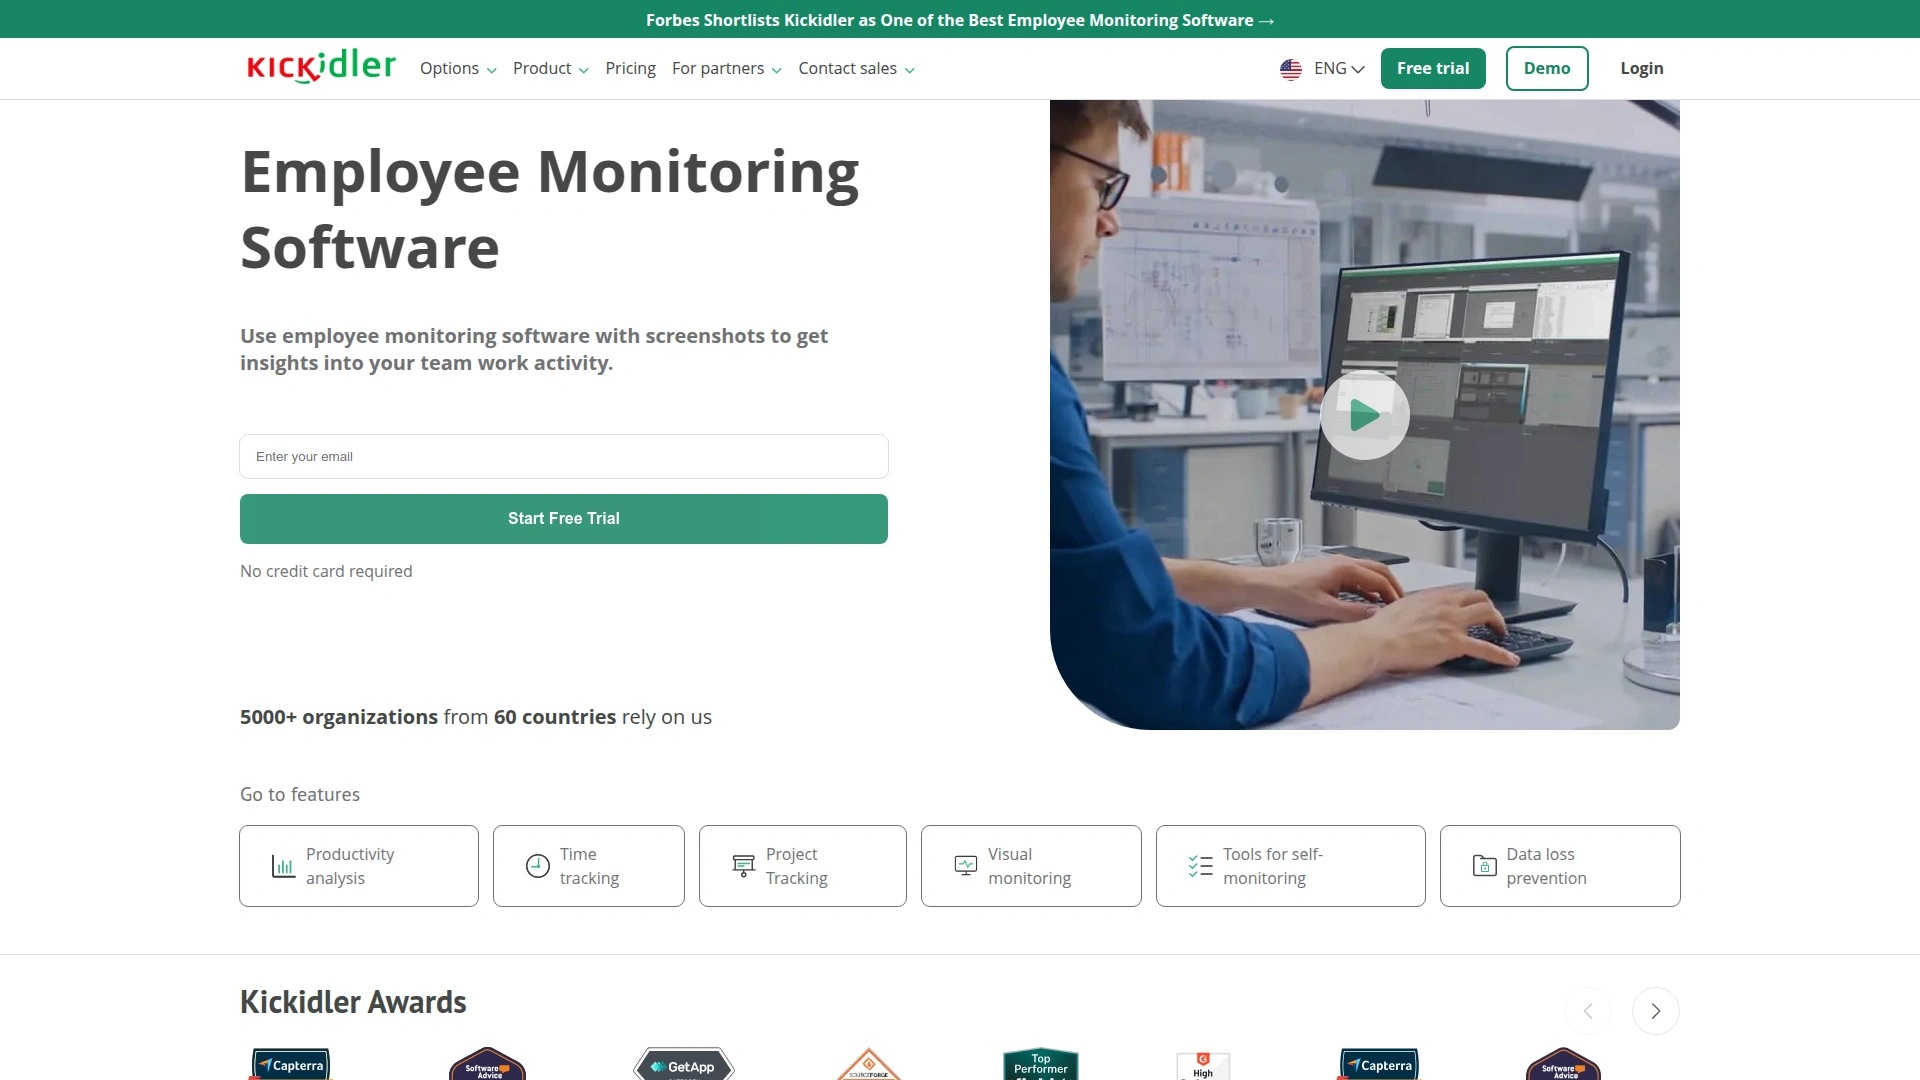 Forbes Shortlists Kickidler as One of the Best Employee Monitoring Software →
kickidler
Options
Product
Pricing
For partners
Contact sales
ENG
Free trial
Demo
Login
Employee Monitoring
Software
Use employee monitoring software with screenshots to get
insights into your team work activity.
Enter your email
Start Free Trial
No credit card required
5000+ organizations from 60 countries rely on us
Go to features
Productivity
analysis
Time
tracking
Project
Tracking
Visual
monitoring
Tools for self-
monitoring
Data loss
prevention
Kickidler Awards
Capterra
Software
Advice
GetApp
SOURCEFORGE
Top
Performer
High
Capterra
Software
Advice